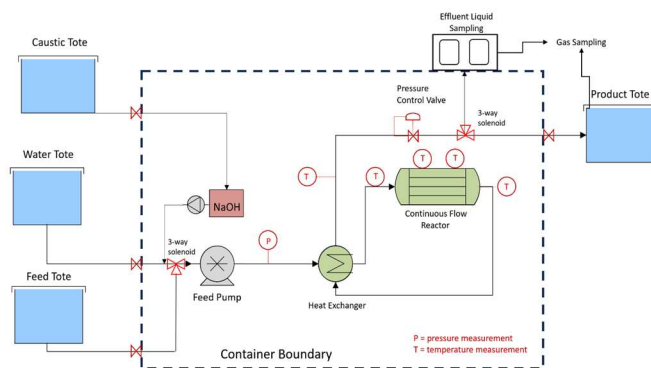 Effluent Liquid
Sampling
Gas Sampling
Caustic Tote
Pressure
Control Valve
3-way
solenoid
Product Tote
Water Tote
T
T
T
T
T
Continuous Flow
Reactor
NaOH
3-way
solenoid
P
Feed Pump
Heat Exchanger
Feed Tote
P = pressure measurement
T = temperature measurement
Container Boundary